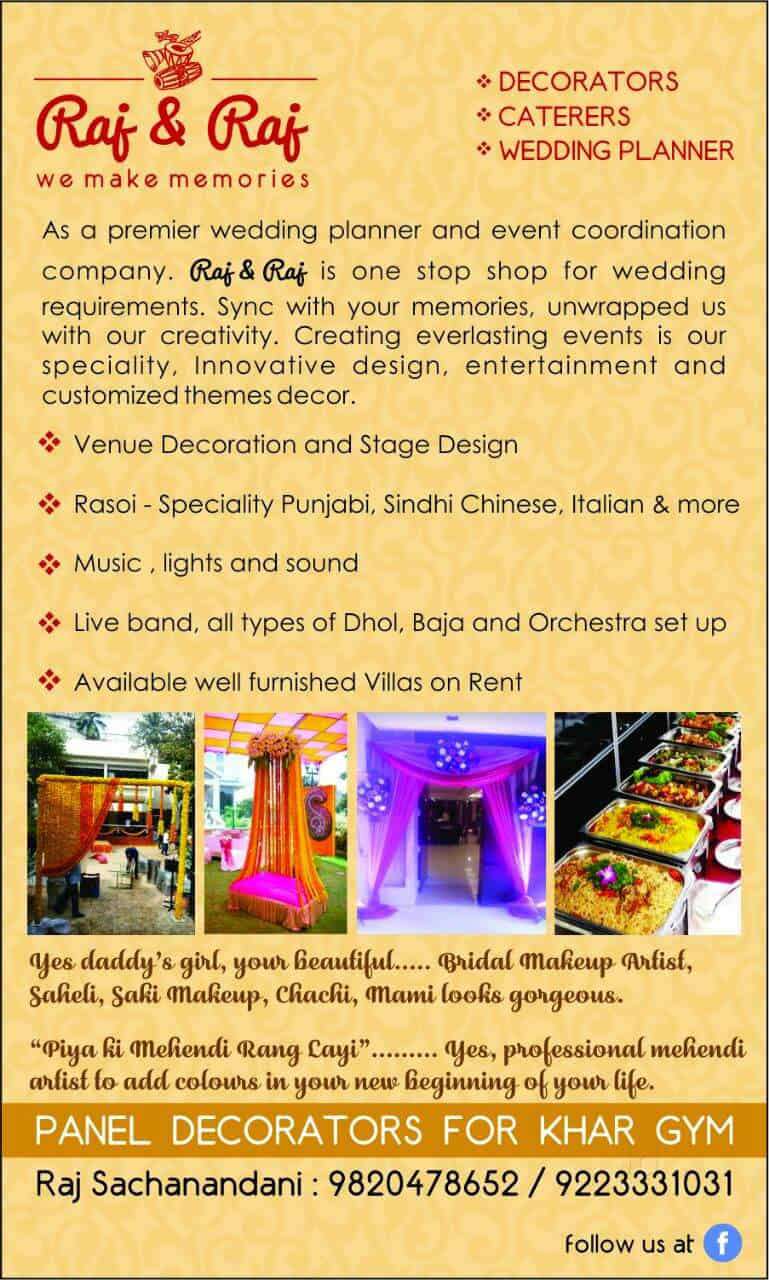 Raj & Raj
we make memories
DECORATORS
CATERERS
WEDDING PLANNER
As a premier wedding planner and event coordination
company. Raj & Raj is one stop shop for wedding
requirements. Sync with your memories, unwrapped us
with our creativity. Creating everlasting events is our
speciality, Innovative design, entertainment and
customized themes decor.
Venue Decoration and Stage Design
Rasoi - Speciality Punjabi, Sindhi Chinese, Italian & more
Music , lights and sound
Live band, all types of Dhol, Baja and Orchestra set up
Available well furnished Villas on Rent
Yes daddy's girl, your beautiful..... Bridal Makeup Artist,
Saheli, Saki Makeup, Chachi, Mami looks gorgeous.
“Piya ki Mehendi Rang Layi”......... Yes, professional mehendi
artist to add colours in your new beginning of your life.
PANEL DECORATORS FOR KHAR GYM
Raj Sachanandani : 9820478652 / 9223331031
follow us at f